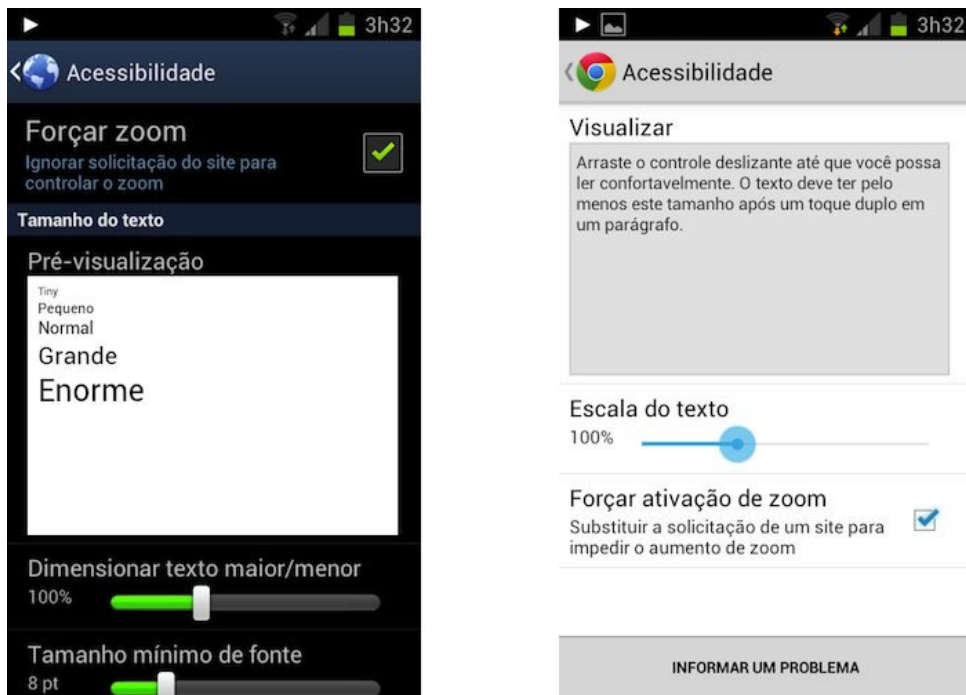 3h32
Acessibilidade
Forçar zoom
Ignorar solicitação do site para
controlar o zoom
Tamanho do texto
Pré-visualização
Tiny
Pequeno
Normal
Grande
Enorme
Dimensionar texto maior/menor
100%
Tamanho mínimo de fonte
8 pt
3h32
Acessibilidade
Visualizar
Arraste o controle deslizante até que você possa
ler confortavelmente. O texto deve ter pelo
menos este tamanho após um toque duplo em
um parágrafo.
Escala do texto
100%
Forçar ativação de zoom
Substituir a solicitação de um site para
impedir o aumento de zoom
INFORMAR UM PROBLEMA